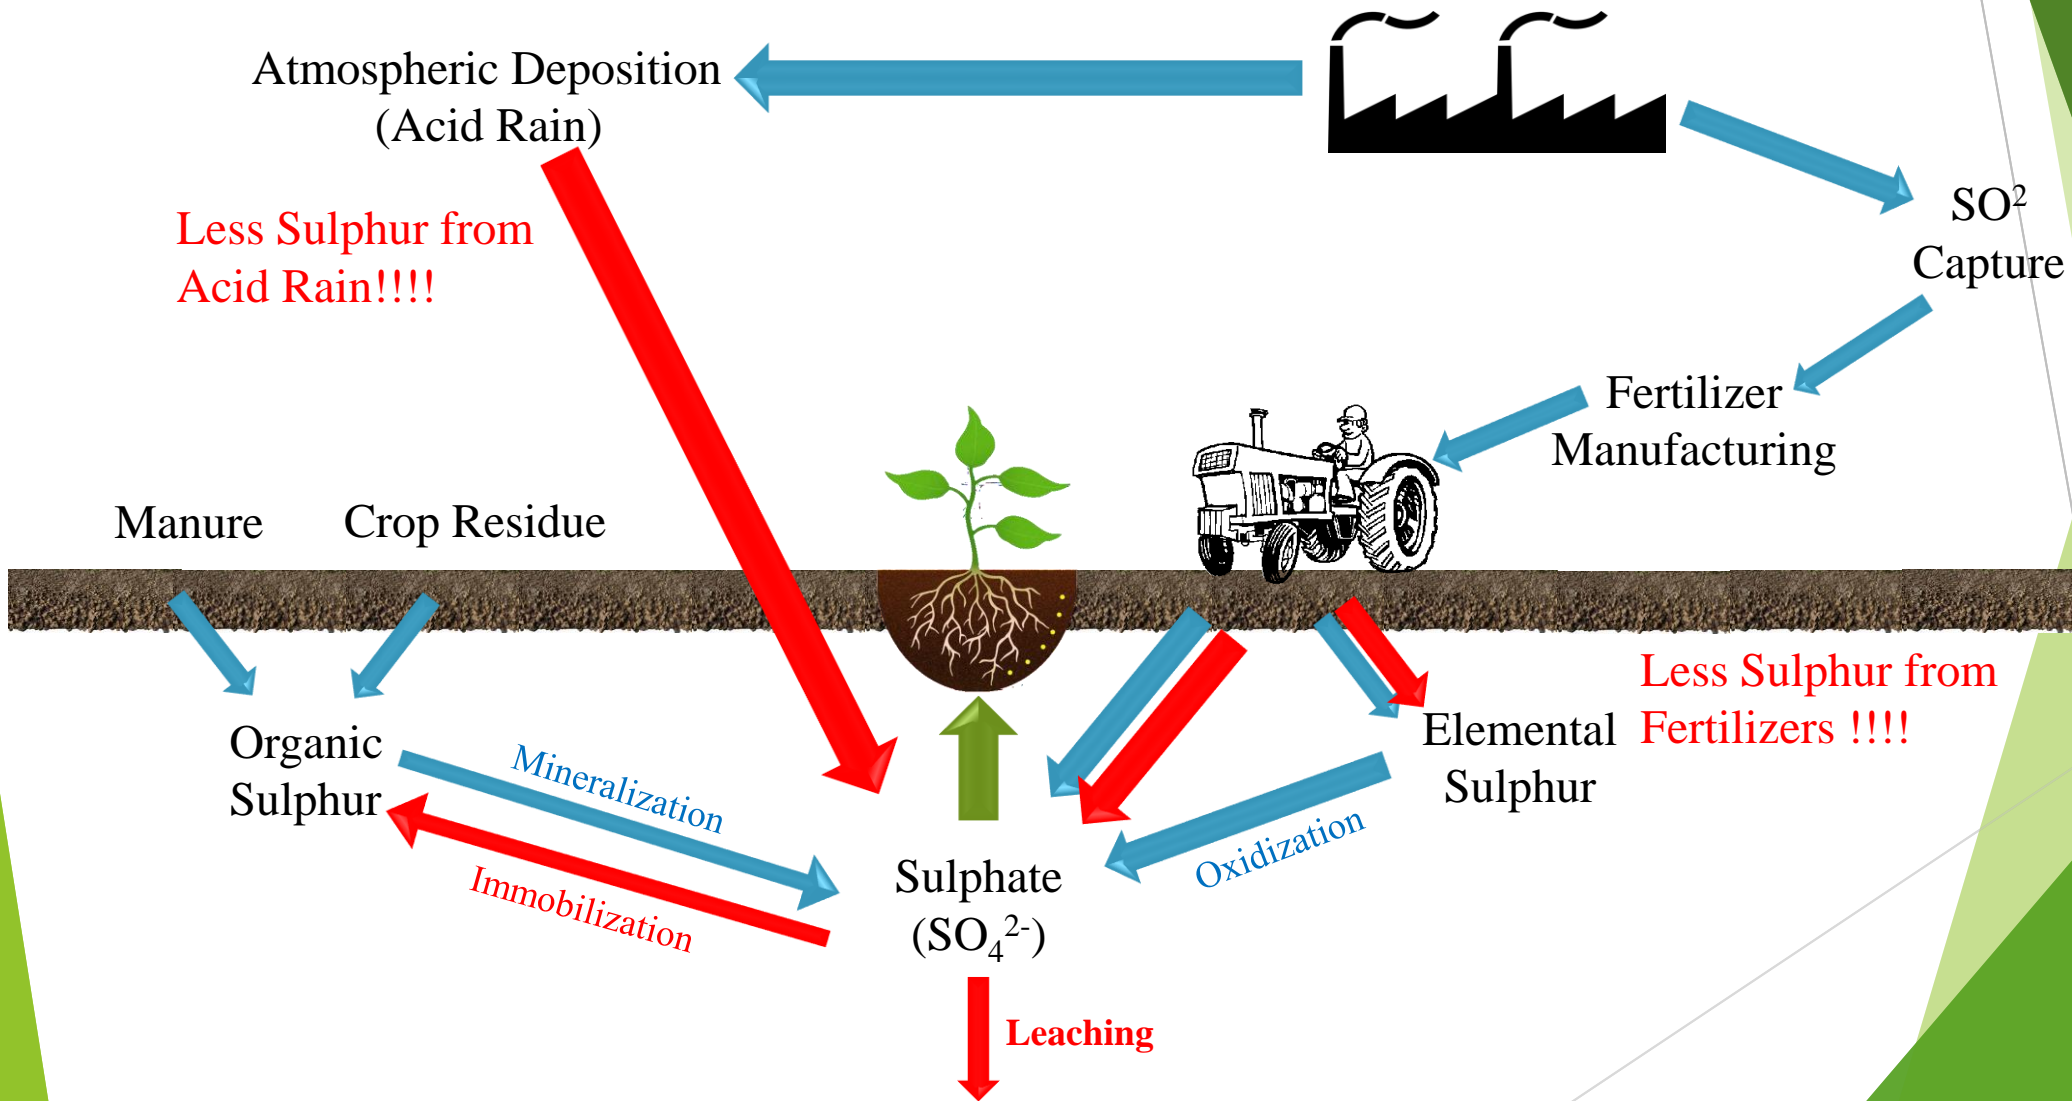 Atmospheric Deposition
(Acid Rain)
Less Sulphur from
Acid Rain!!!!
SO²
Capture
Fertilizer
Manufacturing
Manure
Crop Residue
Less Sulphur from
Fertilizers !!!!
Organic
Sulphur
Elemental
Sulphur
Mineralization
Immobilization
Oxidization
Sulphate
(SO₄²⁻)
Leaching